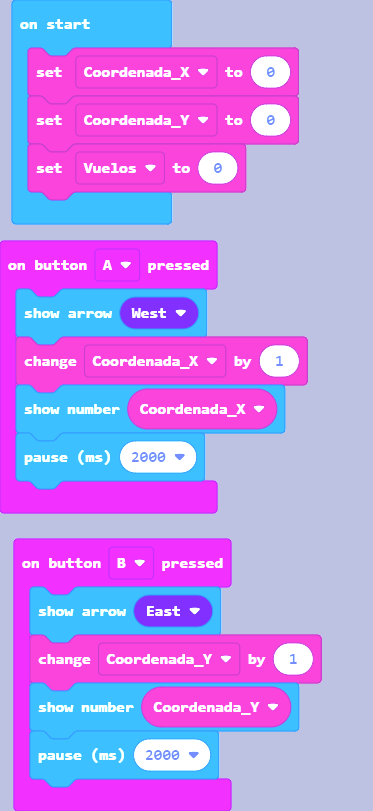 on start
set Coordenada_X to 0
set Coordenada_Y to 0
set Vuelos to 0
on button A pressed
show arrow West
change Coordenada_X by 1
show number Coordenada_X
pause (ms) 2000
on button B pressed
show arrow East
change Coordenada_Y by 1
show number Coordenada_Y
pause (ms) 2000